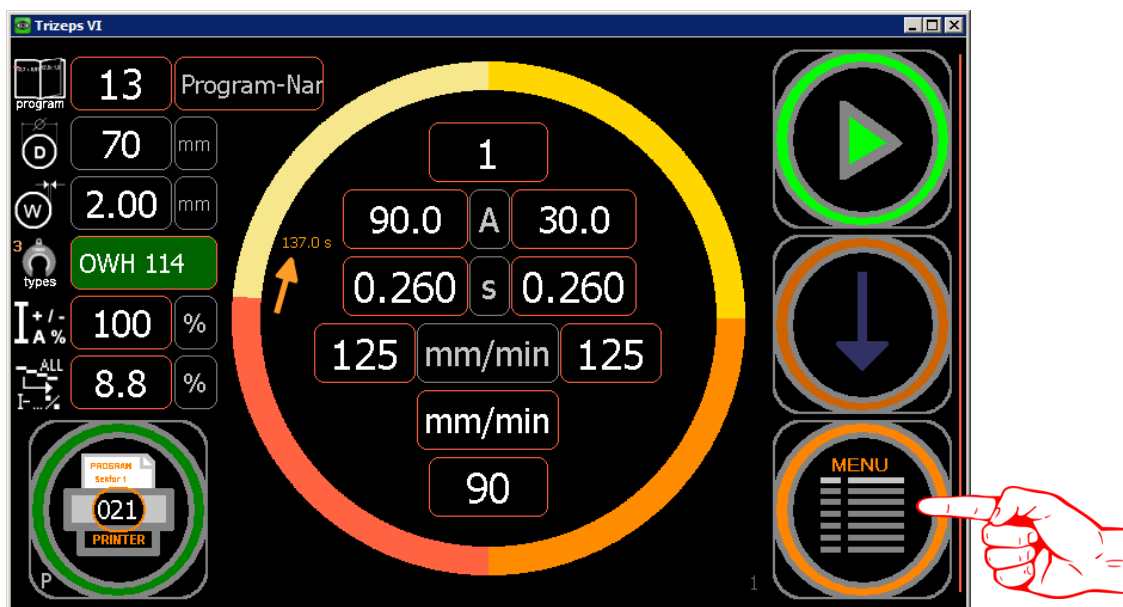 Trizeps VI
program 13 Program-Nar
D 70 mm
W 2.00 mm
3 types OWH 114
I + / - A % 100 %
ALL I-...% 8.8 %
PROGRAM
Sektor 1
021
PRINTER
P
137.0 s
1
90.0 A 30.0
0.260 s 0.260
125 mm/min 125
mm/min
90
MENU
1